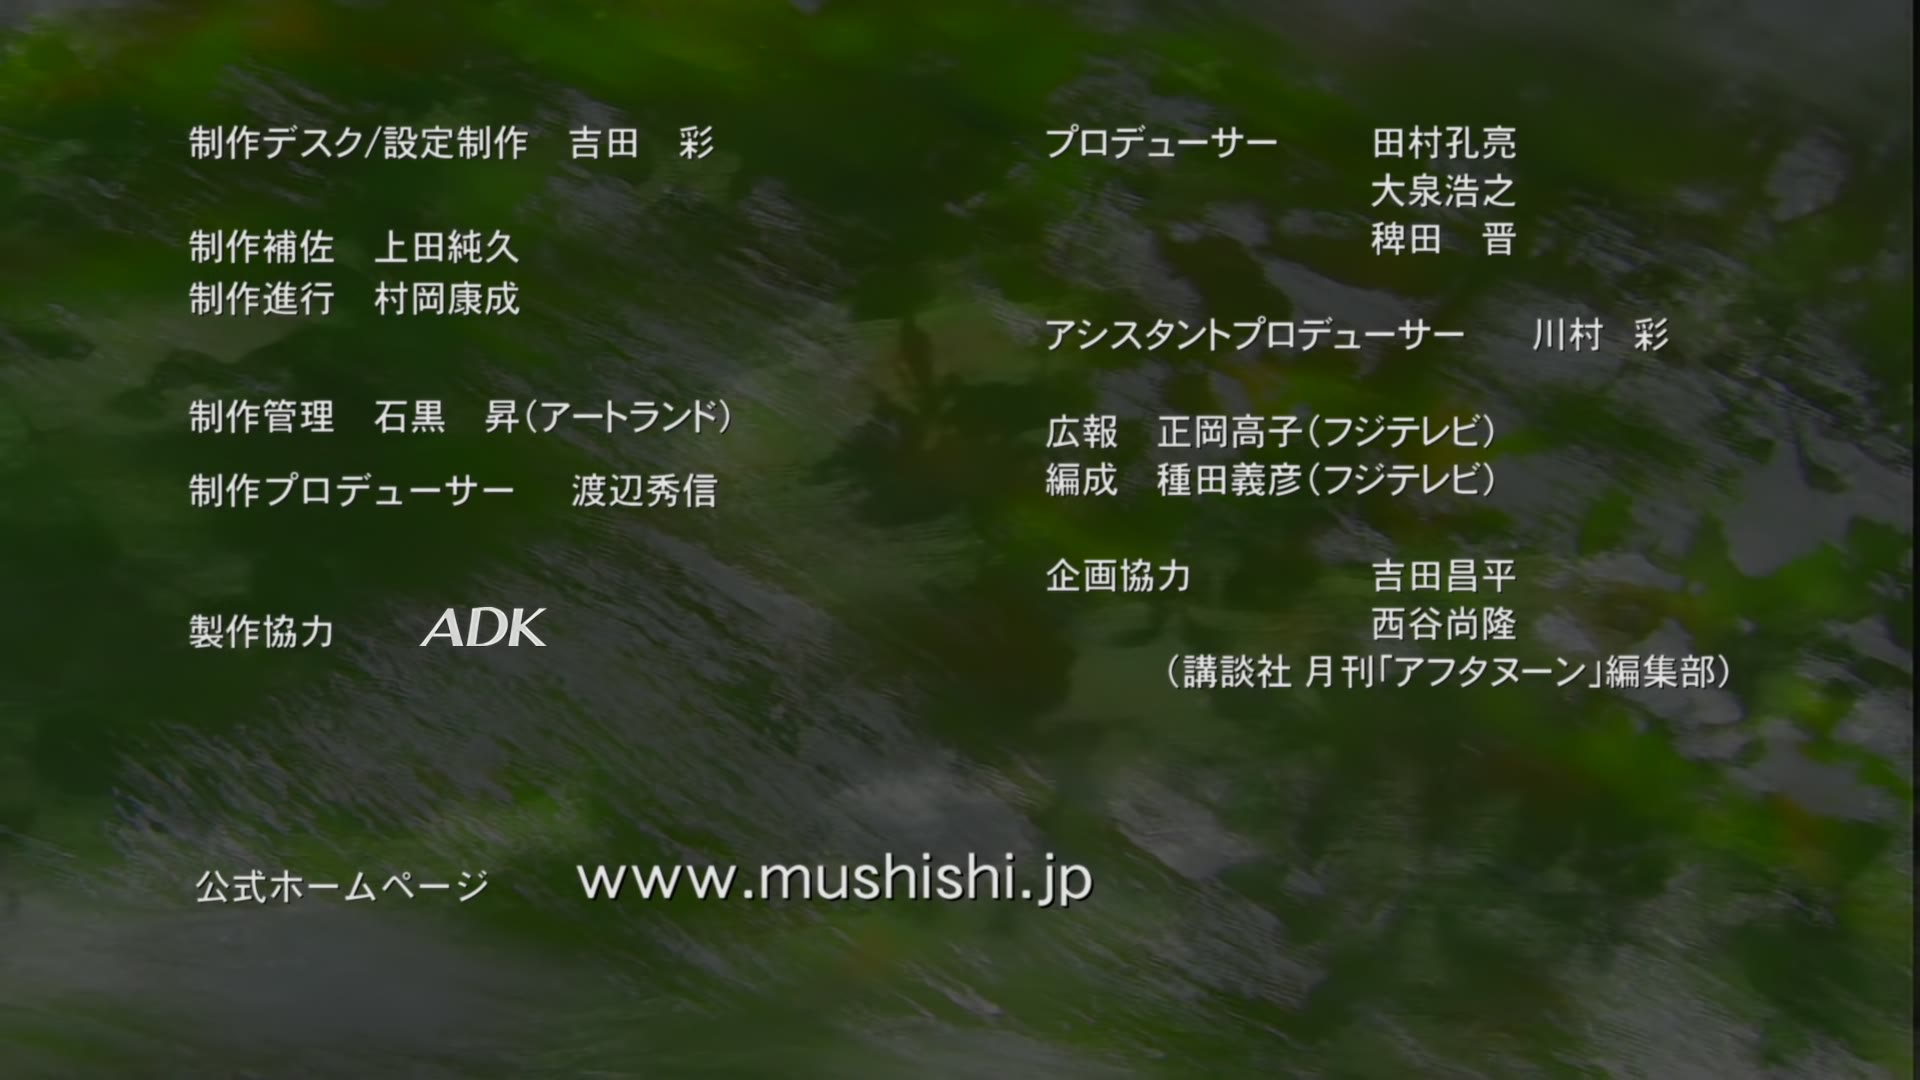 制作デスク/設定制作　吉田　彩
制作補佐　上田純久
制作進行　村岡康成
制作管理　石黒　昇(アートランド)
制作プロデューサー　渡辺秀信
製作協力　ADK
プロデューサー　田村孔亮
大泉浩之
稗田　晋
アシスタントプロデューサー　川村　彩
広報　正岡高子(フジテレビ)
編成　種田義彦(フジテレビ)
企画協力　吉田昌平
西谷尚隆
(講談社 月刊「アフタヌーン」編集部)
公式ホームページ　www.mushishi.jp